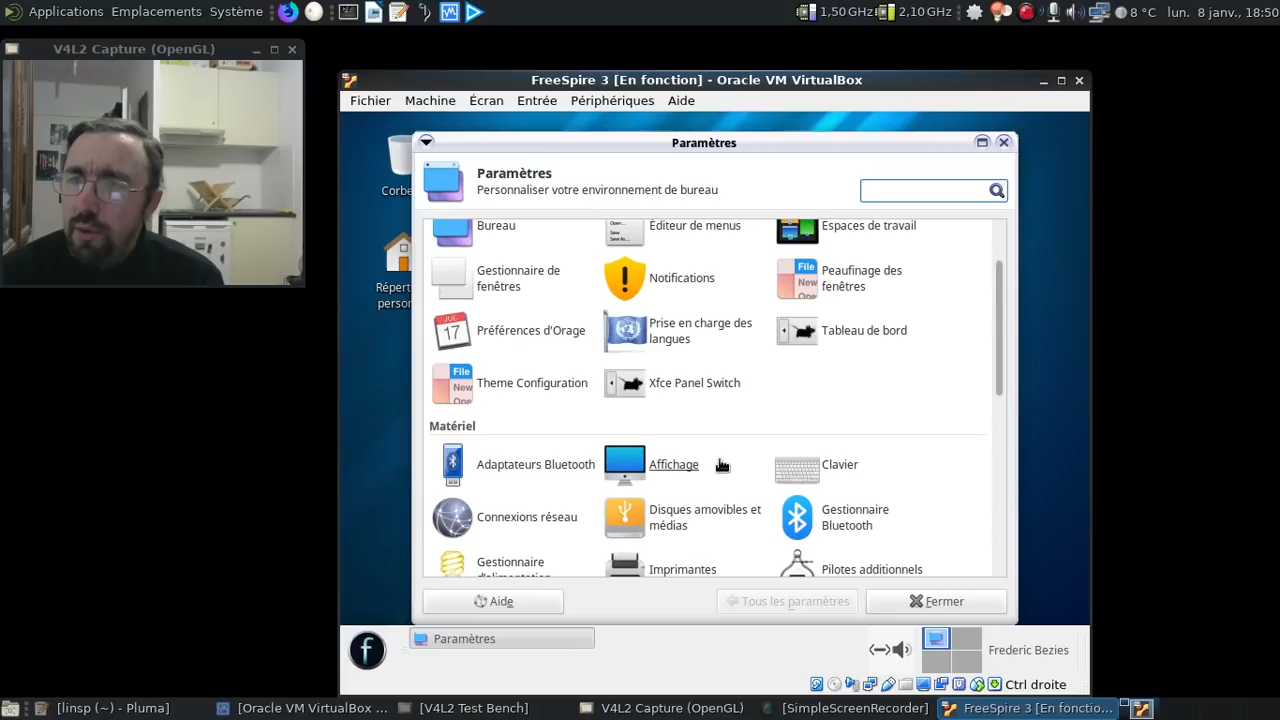 Applications Emplacements Système
1,50 GHz 2,10 GHz 8 °C lun. 8 janv., 18:50
V4L2 Capture (OpenGL)
FreeSpire 3 [En fonction] - Oracle VM VirtualBox
Fichier Machine Écran Entrée Périphériques Aide
Corbe
Répert
person
Paramètres
Paramètres
Personnaliser votre environnement de bureau
Bureau
Éditeur de menus
Espaces de travail
Gestionnaire de
fenêtres
Notifications
Peaufinage des
fenêtres
Préférences d'Orage
Prise en charge des
langues
Tableau de bord
Theme Configuration
Xfce Panel Switch
Matériel
Adaptateurs Bluetooth
Affichage
Clavier
Connexions réseau
Disques amovibles et
médias
Gestionnaire
Bluetooth
Gestionnaire
d'alimentation
Imprimantes
Pilotes additionnels
Aide
Tous les paramètres
Fermer
Paramètres
Frederic Bezies
Ctrl droite
[linsp (~) - Pluma]
[Oracle VM VirtualBox ...
[V4L2 Test Bench]
V4L2 Capture (OpenGL)
[SimpleScreenRecorder]
FreeSpire 3 [En fonctio...